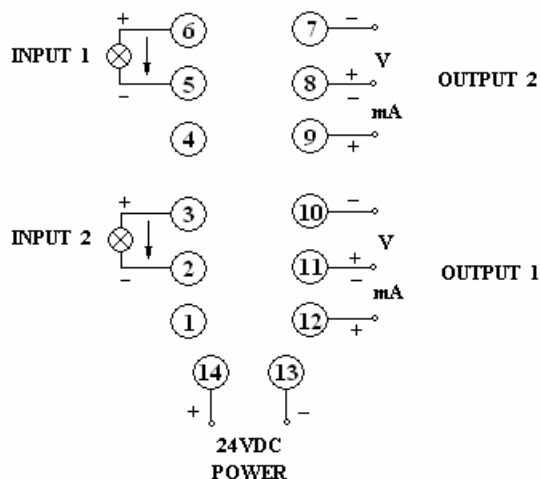 + 6 7 −
INPUT 1 V
− 5 8 + − OUTPUT 2
mA
4 9 +
+ 3 10 −
INPUT 2 V
− 2 11 + − OUTPUT 1
mA
1 12 +
14 13
+ −
24VDC
POWER